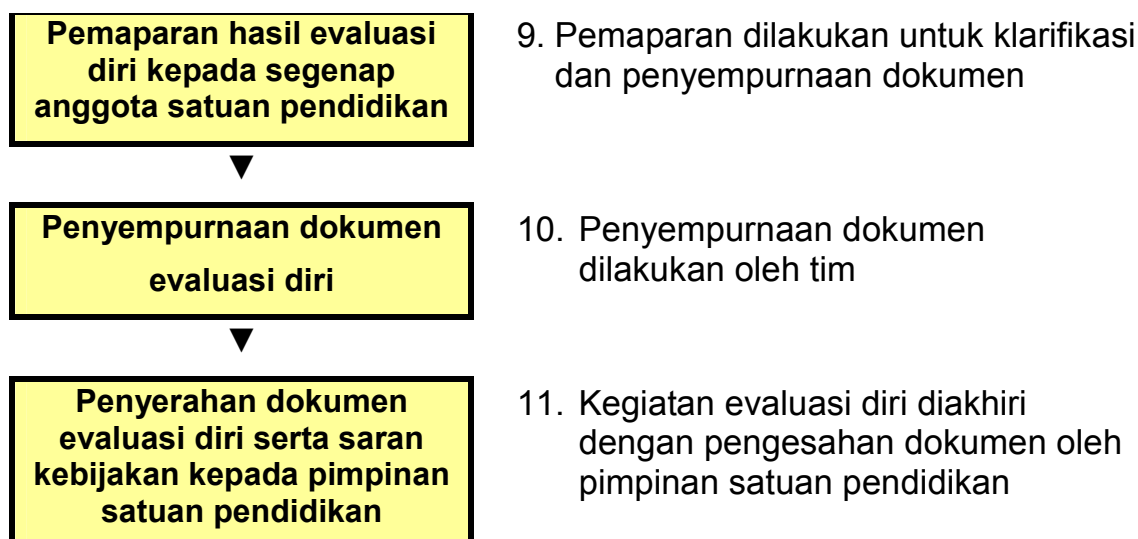 Pemaparan hasil evaluasi
diri kepada segenap
anggota satuan pendidikan
9. Pemaparan dilakukan untuk klarifikasi
dan penyempurnaan dokumen
▼
Penyempurnaan dokumen
evaluasi diri
10. Penyempurnaan dokumen
dilakukan oleh tim
▼
Penyerahan dokumen
evaluasi diri serta saran
kebijakan kepada pimpinan
satuan pendidikan
11. Kegiatan evaluasi diri diakhiri
dengan pengesahan dokumen oleh
pimpinan satuan pendidikan